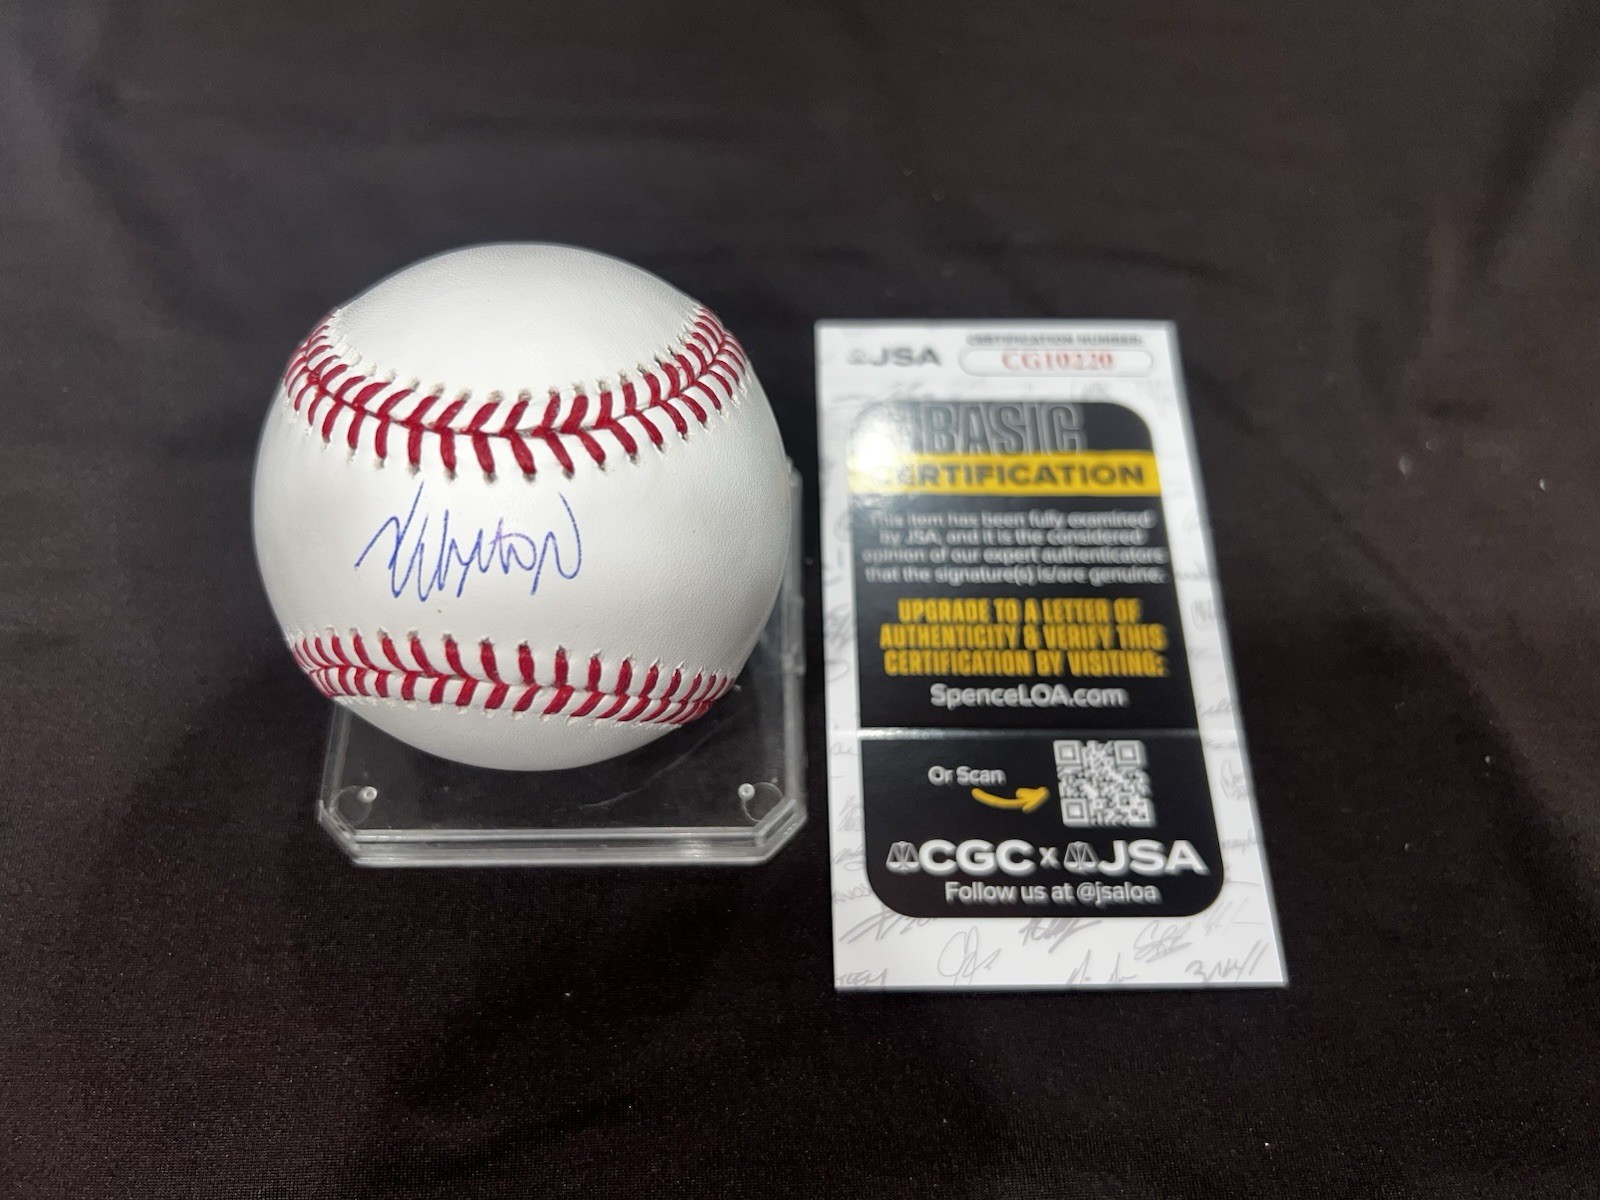 JSA
CERTIFICATION NUMBER:
CG10220
BASIC
CERTIFICATION
This item has been fully examined
by JSA, and it is the considered
opinion of our expert authenticators
that the signature(s) is/are genuine.
UPGRADE TO A LETTER OF
AUTHENTICITY & VERIFY THIS
CERTIFICATION BY VISITING:
SpenceLOA.com
Or Scan
CGC x JSA
Follow us at @jsaloa